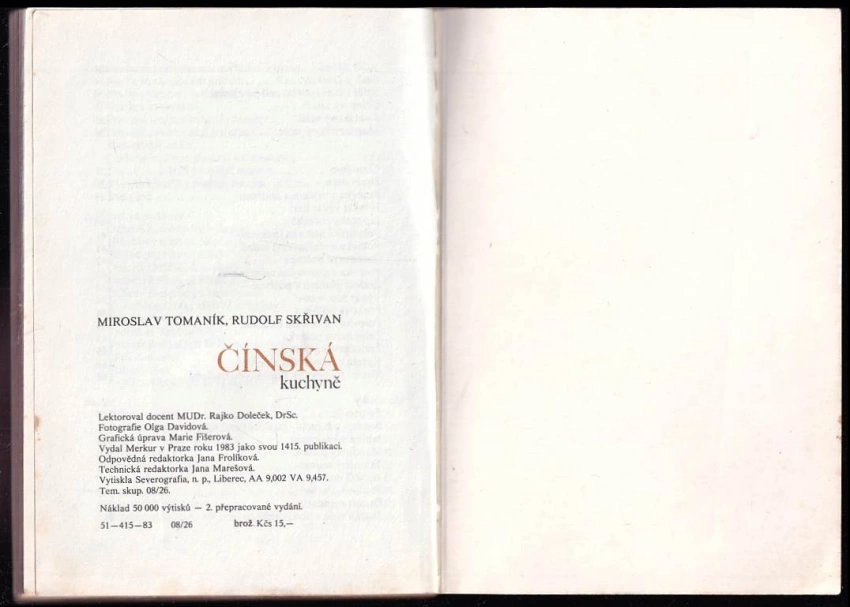 MIROSLAV TOMANÍK, RUDOLF SKŘIVAN
ČÍNSKÁ
kuchyně
Lektoroval docent MUDr. Rajko Doleček, DrSc.
Fotografie Olga Davidová.
Grafická úprava Marie Fišerová.
Vydal Merkur v Praze roku 1983 jako svou 1415. publikaci.
Odpovědná redaktorka Jana Frolíková.
Technická redaktorka Jana Marešová.
Vytiskla Severografia, n. p., Liberec, AA 9,002 VA 9,457.
Tem. skup. 08/26.
Náklad 50 000 výtisků — 2. přepracované vydání.
51—415—83 08/26 brož. Kčs 15,—